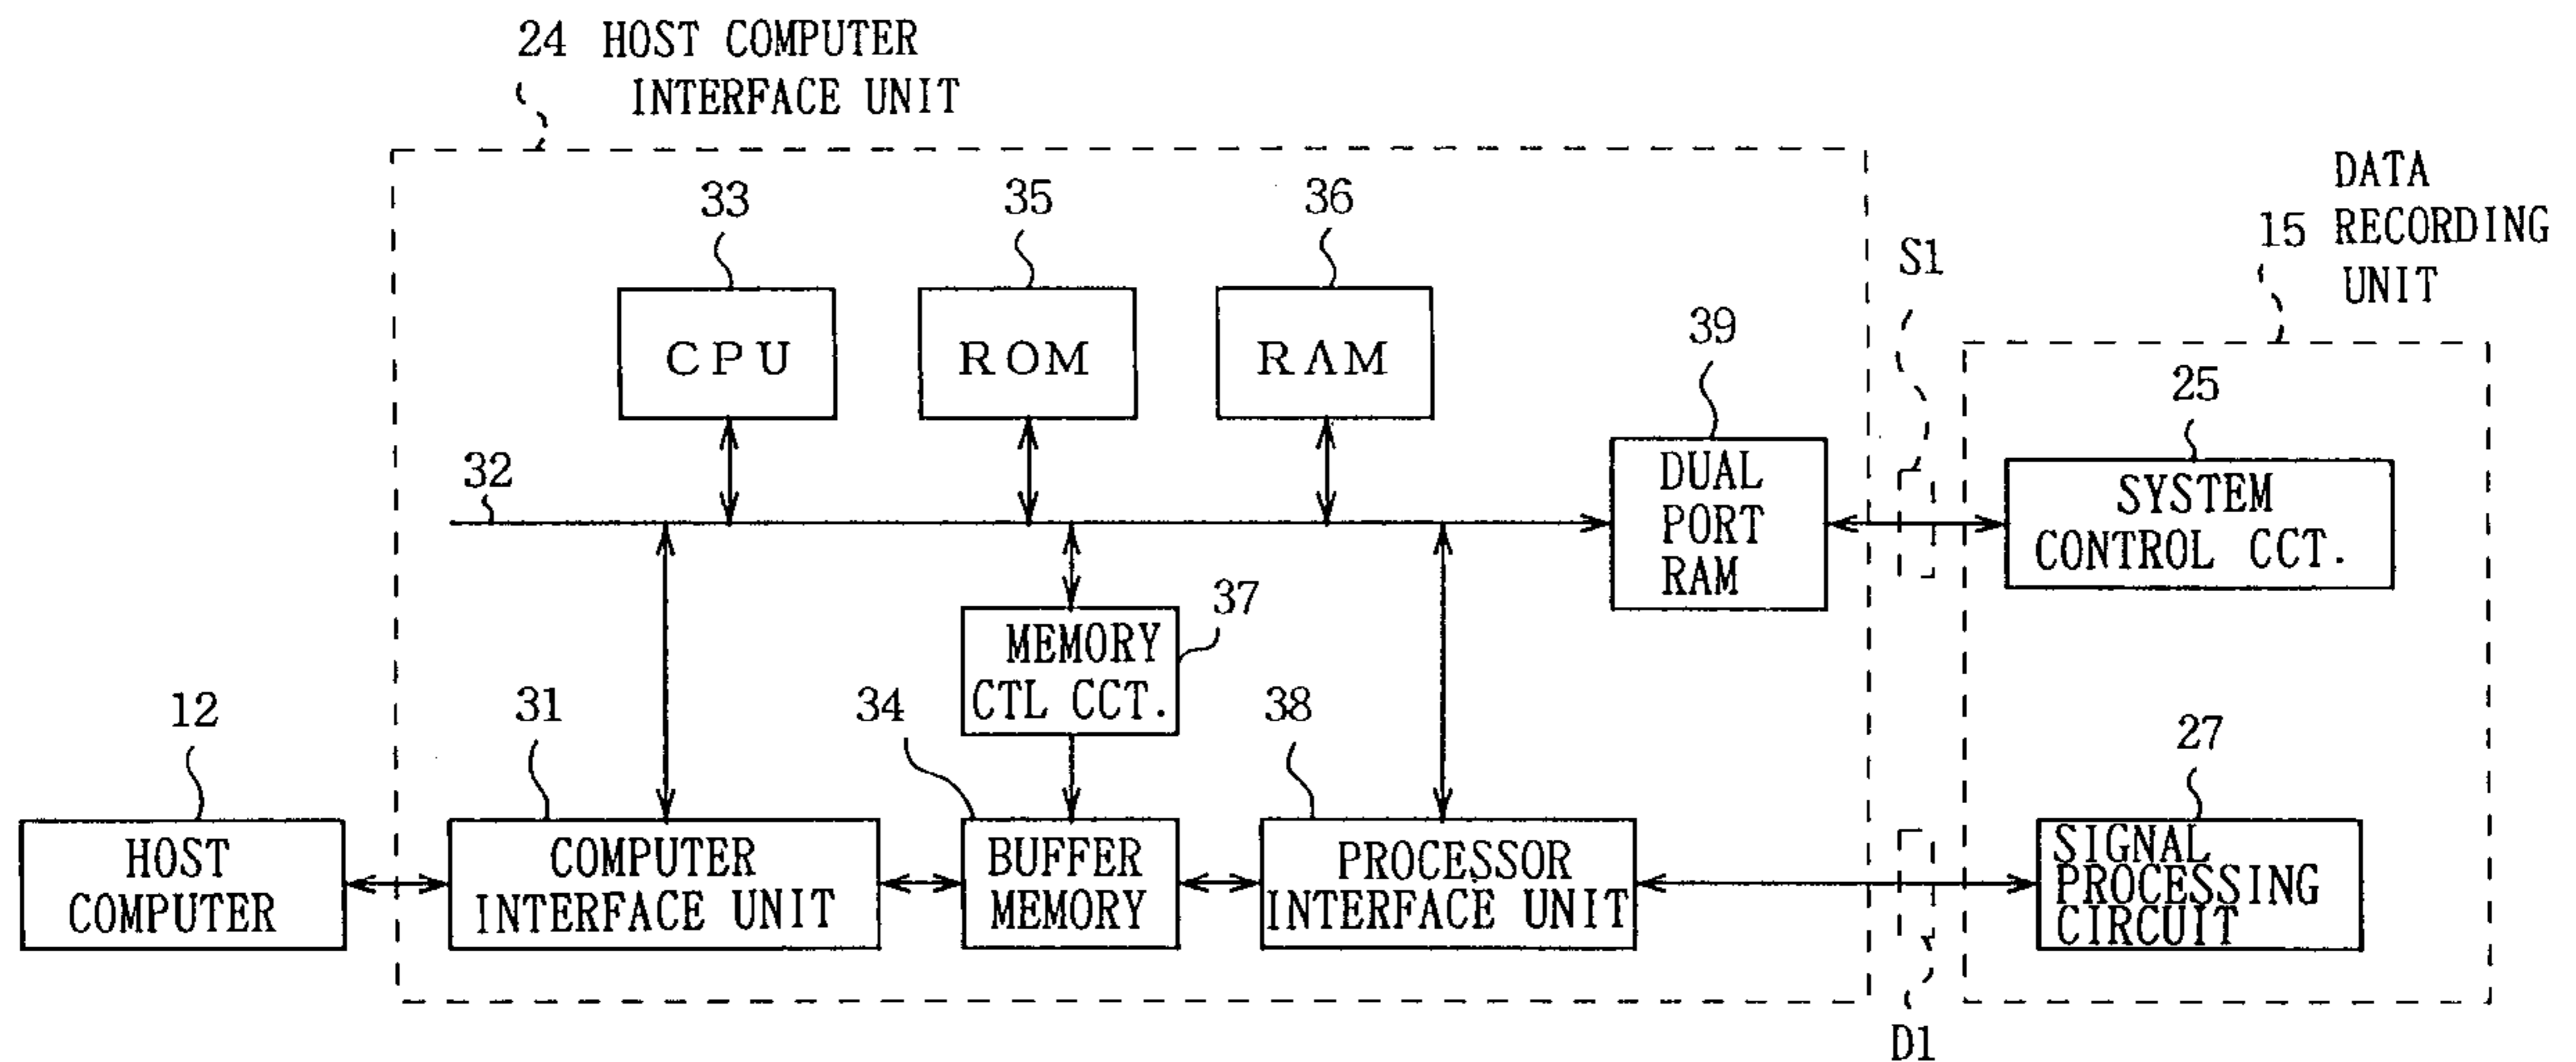 24 HOST COMPUTER
INTERFACE UNIT
DATA
15 RECORDING
UNIT
33
35
36
S1
CPU
ROM
RAM
39
25
32
DUAL
PORT
RAM
SYSTEM
CONTROL CCT.
37
MEMORY
CTL CCT.
12
31
34
38
27
HOST
COMPUTER
COMPUTER
INTERFACE UNIT
BUFFER
MEMORY
PROCESSOR
INTERFACE UNIT
SIGNAL
PROCESSING
CIRCUIT
D1